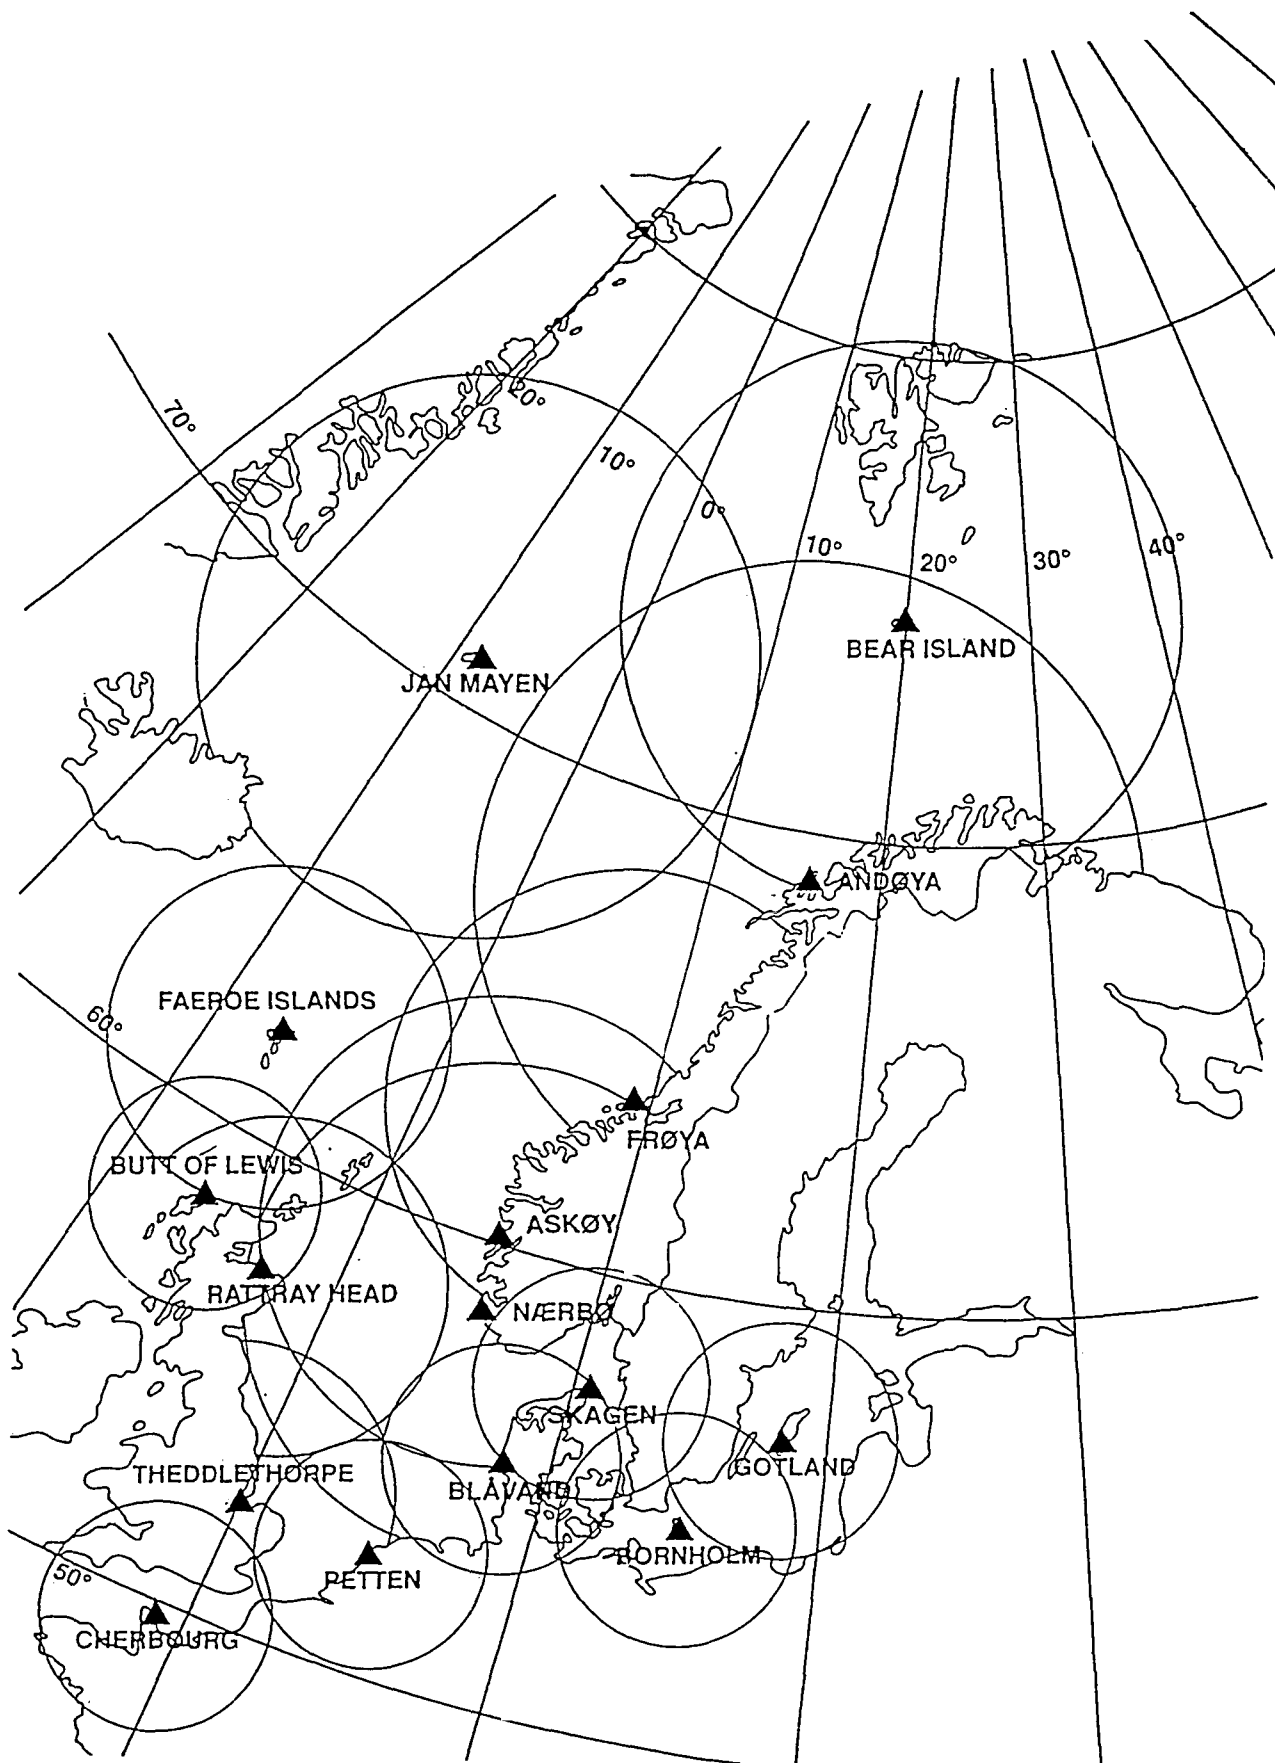 20°
70°
10°
0°
10°
20°
30°
40°
BEAR ISLAND
JAN MAYEN
ANDØYA
FAEROE ISLANDS
60°
FRØYA
BUTT OF LEWIS
ASKØY
RATTRAY HEAD
NÆRBØ
SKAGEN
THEDDLETHORPE
GOTLAND
BLÅVAND
BORNHOLM
50°
PETTEN
CHERBOURG